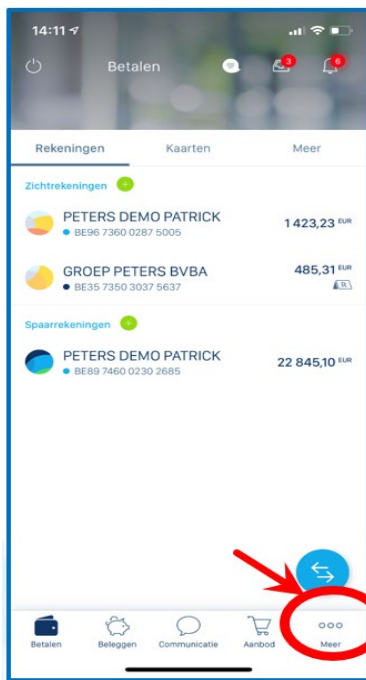 14:11
Betalen
3
6
Rekeningen Kaarten Meer
Zichtrekeningen +
PETERS DEMO PATRICK 1 423,23 EUR
BE96 7360 0287 5005
GROEP PETERS BVBA 485,31 EUR
BE35 7350 3037 5637
Spaarrekeningen +
PETERS DEMO PATRICK 22 845,10 EUR
BE89 7460 0230 2685
Betalen Beleggen Communicatie Aanbod Meer